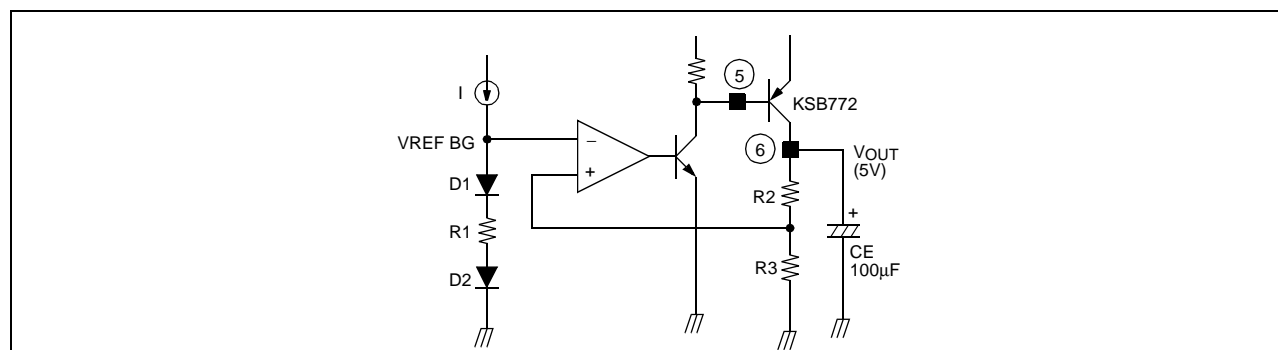 5
I
KSB772
VREF BG
−
6
VOUT
(5V)
+
D1
R2
+
R1
CE
100µF
D2
R3